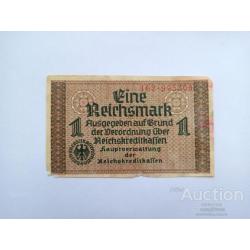 Eine
Reichsmark
1 Ausgegeben auf Grund 1
der Verordnung über
Reichskreditkassen
Hauptverwaltung
der Reichskreditkassen
Auction